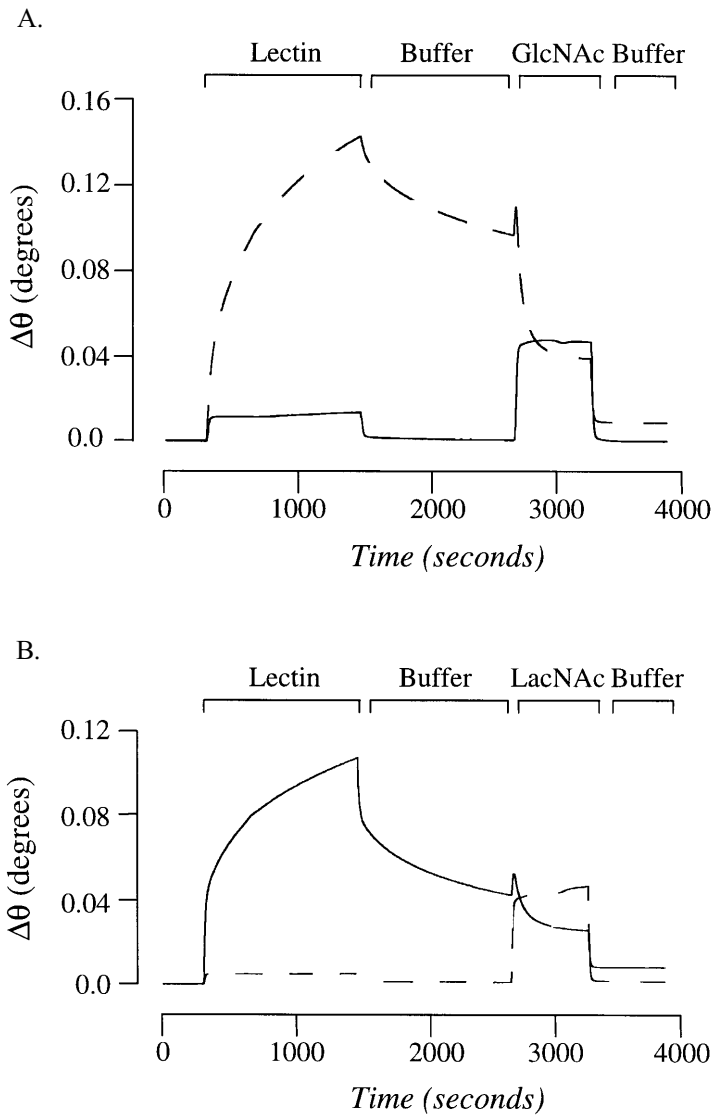 A.
Lectin Buffer GlcNAc Buffer
0.16
0.12
0.08
0.04
0.0
Δθ (degrees)
0 1000 2000 3000 4000
Time (seconds)
B.
Lectin Buffer LacNAc Buffer
0.12
0.08
0.04
0.0
Δθ (degrees)
0 1000 2000 3000 4000
Time (seconds)